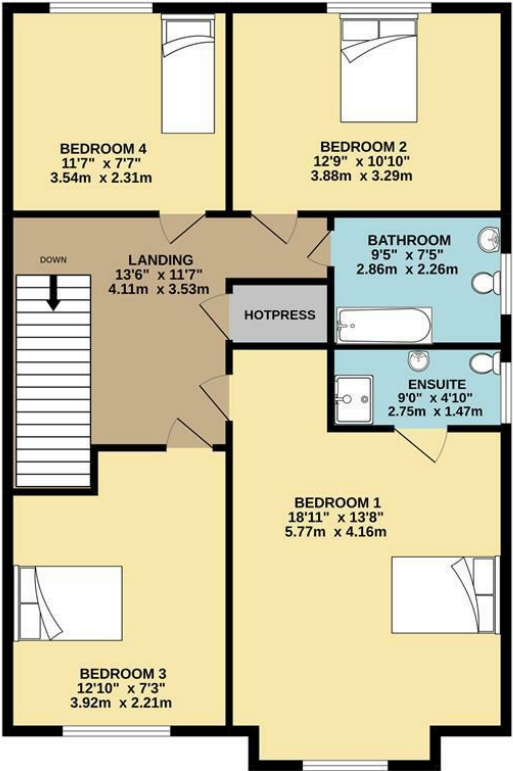 BEDROOM 4
11'7" x 7'7"
3.54m x 2.31m
BEDROOM 2
12'9" x 10'10"
3.88m x 3.29m
DOWN
LANDING
13'6" x 11'7"
4.11m x 3.53m
BATHROOM
9'5" x 7'5"
2.86m x 2.26m
HOTPRESS
ENSUITE
9'0" x 4'10"
2.75m x 1.47m
BEDROOM 1
18'11" x 13'8"
5.77m x 4.16m
BEDROOM 3
12'10" x 7'3"
3.92m x 2.21m